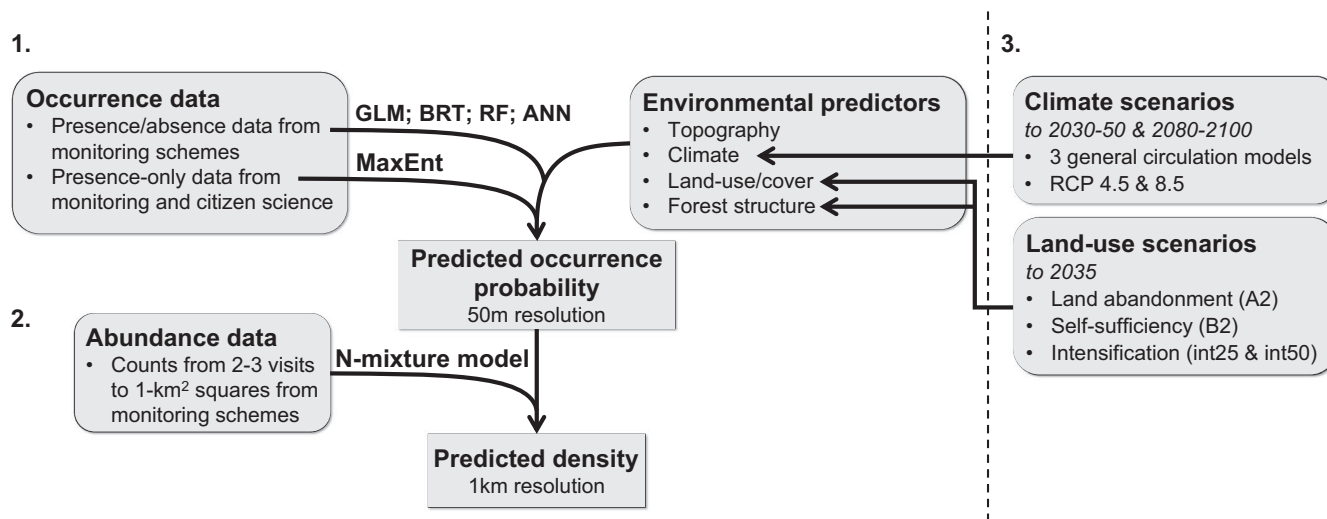 1.
Occurrence data
• Presence/absence data from
monitoring schemes
• Presence-only data from
monitoring and citizen science
GLM; BRT; RF; ANN
MaxEnt
Environmental predictors
• Topography
• Climate
• Land-use/cover
• Forest structure
Predicted occurrence
probability
50m resolution
2.
Abundance data
• Counts from 2-3 visits
to 1-km² squares from
monitoring schemes
N-mixture model
Predicted density
1km resolution
3.
Climate scenarios
to 2030-50 & 2080-2100
• 3 general circulation models
• RCP 4.5 & 8.5
Land-use scenarios
to 2035
• Land abandonment (A2)
• Self-sufficiency (B2)
• Intensification (int25 & int50)